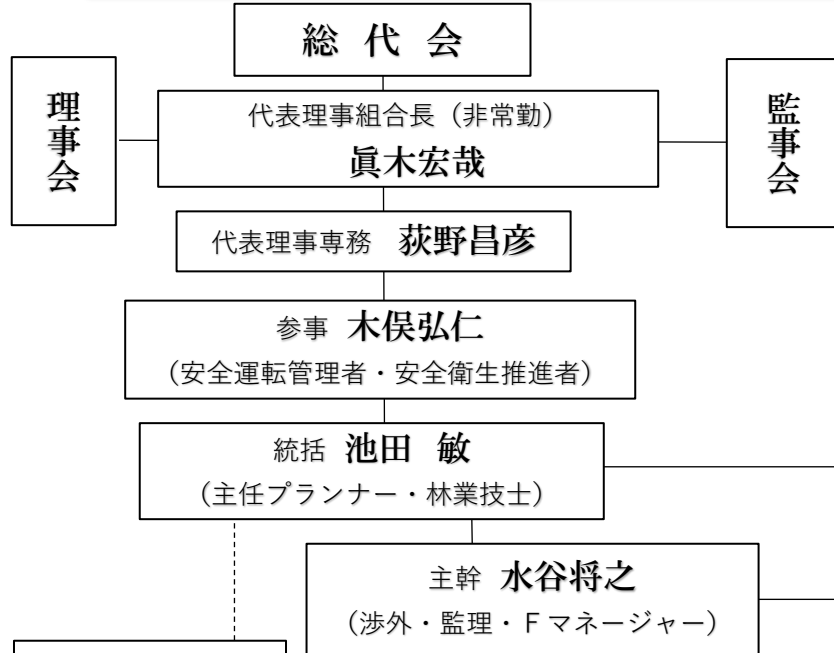 総代会
理事会
代表理事組合長（非常勤）
眞木宏哉
監事会
代表理事専務 荻野昌彦
参事 木俣弘仁
（安全運転管理者・安全衛生推進者）
統括 池田 敏
（主任プランナー・林業技士）
主幹 水谷将之
（渉外・監理・Ｆマネージャー）